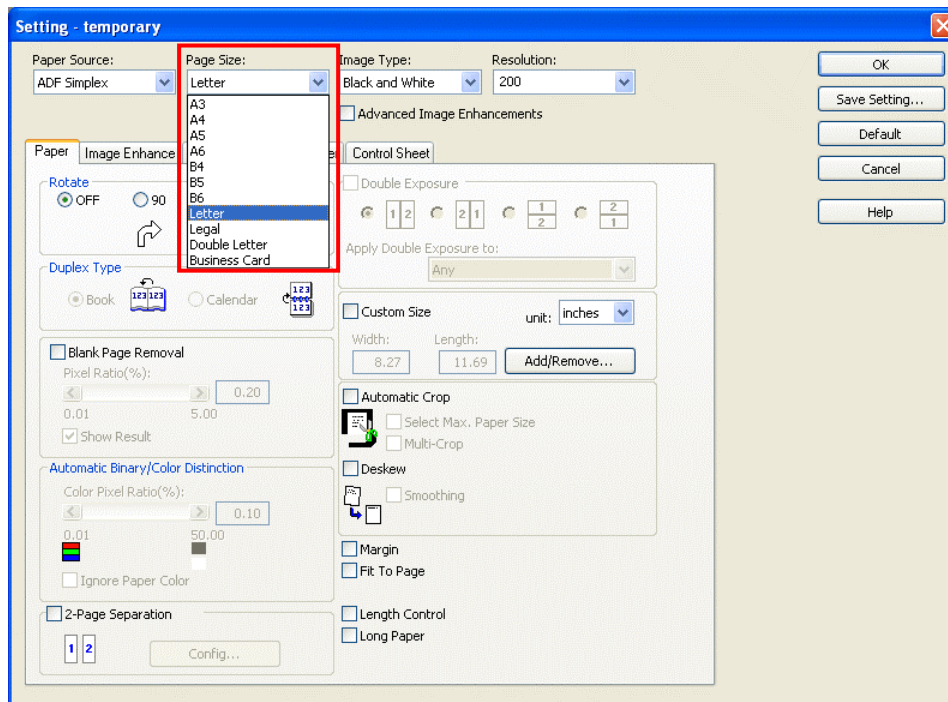 Setting - temporary
Paper Source: Page Size: Image Type: Resolution:
ADF Simplex Letter Black and White 200
A3
A4
A5
A6
B4
B5
B6
Letter
Legal
Double Letter
Business Card
Advanced Image Enhancements
OK
Save Setting...
Default
Cancel
Help
Paper Image Enhance Control Sheet
Rotate
OFF 90
Duplex Type
Book 123 123 Calendar 123 123
Blank Page Removal
Pixel Ratio(%):
0.20
0.01 5.00
Show Result
Automatic Binary/Color Distinction
Color Pixel Ratio(%):
0.10
0.01 50.00
Ignore Paper Color
2-Page Separation
1 2 Config...
Double Exposure
1 2 2 1 1 2 2 1
Apply Double Exposure to:
Any
Custom Size unit: inches
Width: Length:
8.27 11.69 Add/Remove...
Automatic Crop
Select Max. Paper Size
Multi-Crop
Deskew
Smoothing
Margin
Fit To Page
Length Control
Long Paper